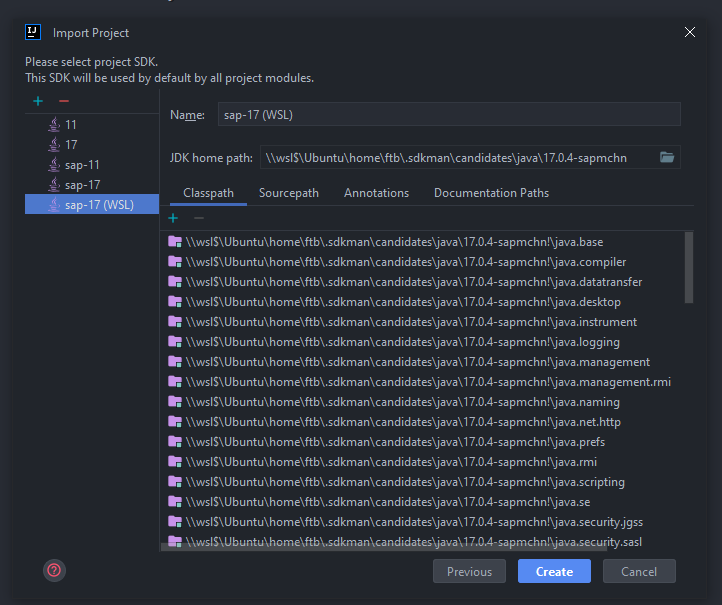 IJ Import Project
Please select project SDK.
This SDK will be used by default by all project modules.
11
17
sap-11
sap-17
sap-17 (WSL)
Name: sap-17 (WSL)
JDK home path: \\wsl$\Ubuntu\home\ftb\.sdkman\candidates\java\17.0.4-sapmchn
Classpath Sourcepath Annotations Documentation Paths
\\wsl$\Ubuntu\home\ftb\.sdkman\candidates\java\17.0.4-sapmchn!\java.base
\\wsl$\Ubuntu\home\ftb\.sdkman\candidates\java\17.0.4-sapmchn!\java.compiler
\\wsl$\Ubuntu\home\ftb\.sdkman\candidates\java\17.0.4-sapmchn!\java.datatransfer
\\wsl$\Ubuntu\home\ftb\.sdkman\candidates\java\17.0.4-sapmchn!\java.desktop
\\wsl$\Ubuntu\home\ftb\.sdkman\candidates\java\17.0.4-sapmchn!\java.instrument
\\wsl$\Ubuntu\home\ftb\.sdkman\candidates\java\17.0.4-sapmchn!\java.logging
\\wsl$\Ubuntu\home\ftb\.sdkman\candidates\java\17.0.4-sapmchn!\java.management
\\wsl$\Ubuntu\home\ftb\.sdkman\candidates\java\17.0.4-sapmchn!\java.management.rmi
\\wsl$\Ubuntu\home\ftb\.sdkman\candidates\java\17.0.4-sapmchn!\java.naming
\\wsl$\Ubuntu\home\ftb\.sdkman\candidates\java\17.0.4-sapmchn!\java.net.http
\\wsl$\Ubuntu\home\ftb\.sdkman\candidates\java\17.0.4-sapmchn!\java.prefs
\\wsl$\Ubuntu\home\ftb\.sdkman\candidates\java\17.0.4-sapmchn!\java.rmi
\\wsl$\Ubuntu\home\ftb\.sdkman\candidates\java\17.0.4-sapmchn!\java.scripting
\\wsl$\Ubuntu\home\ftb\.sdkman\candidates\java\17.0.4-sapmchn!\java.se
\\wsl$\Ubuntu\home\ftb\.sdkman\candidates\java\17.0.4-sapmchn!\java.security.jgss
\\wsl$\Ubuntu\home\ftb\.sdkman\candidates\java\17.0.4-sapmchn!\java.security.sasl
? Previous Create Cancel